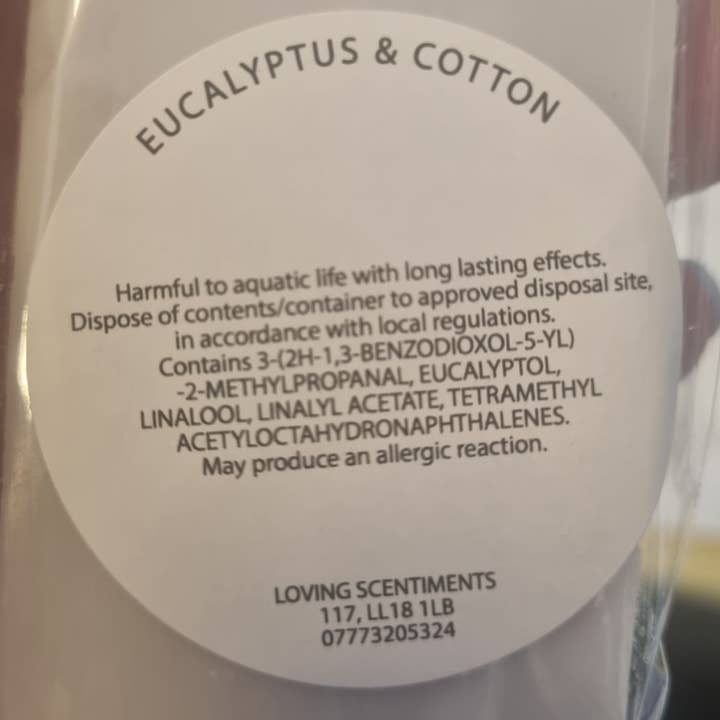 EUCALYPTUS & COTTON
Harmful to aquatic life with long lasting effects.
Dispose of contents/container to approved disposal site,
in accordance with local regulations.
Contains 3-(2H-1,3-BENZODIOXOL-5-YL)
-2-METHYLPROPANAL, EUCALYPTOL,
LINALOOL, LINALYL ACETATE, TETRAMETHYL
ACETYLOCTAHYDRONAPHTHALENES.
May produce an allergic reaction.
LOVING SCENTIMENTS
117, LL18 1LB
07773205324